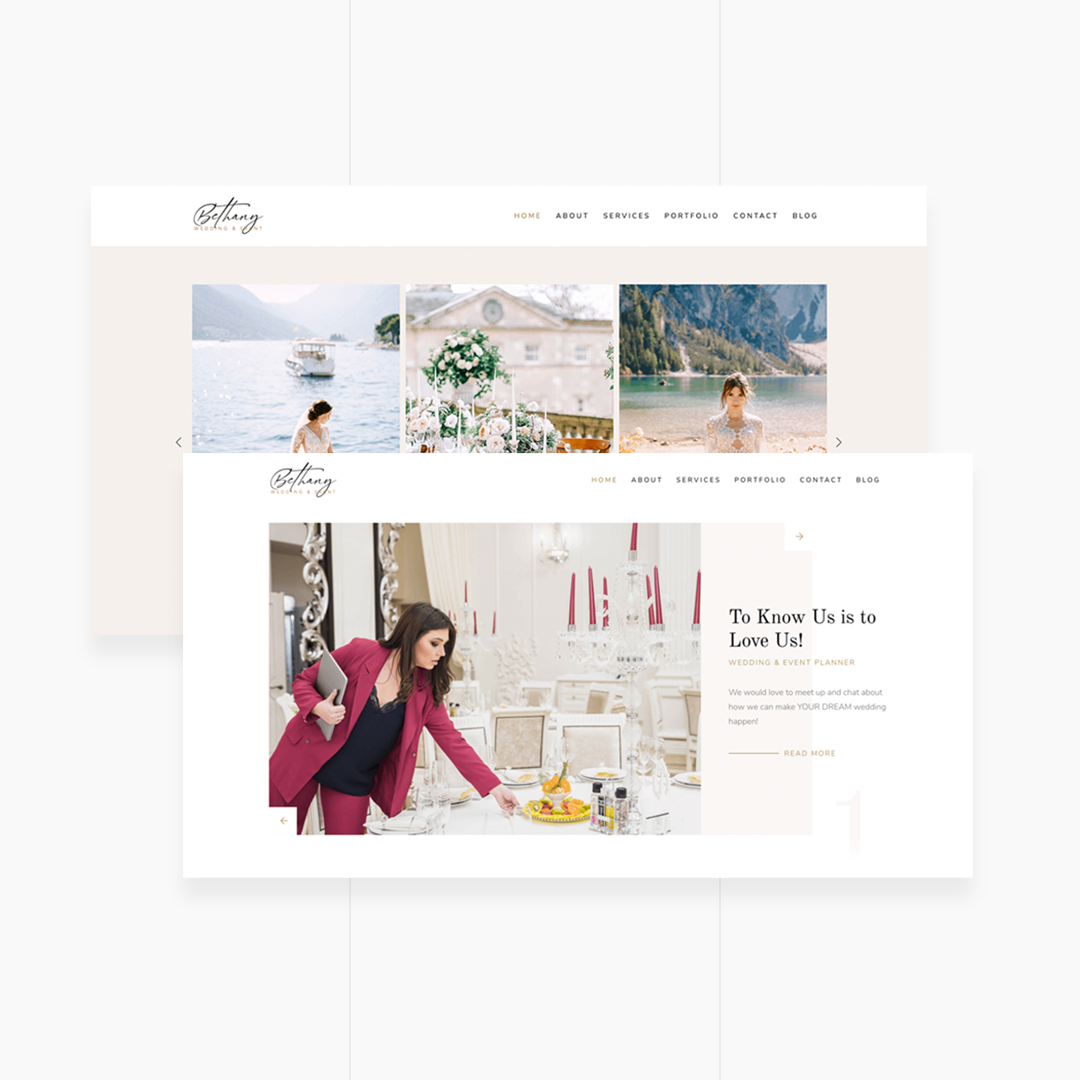 Bethany
WEDDING & EVENT
HOME ABOUT SERVICES PORTFOLIO CONTACT BLOG
Bethany
WEDDING & EVENT
HOME ABOUT SERVICES PORTFOLIO CONTACT BLOG
To Know Us is to
Love Us!
WEDDING & EVENT PLANNER
We would love to meet up and chat about
how we can make YOUR DREAM wedding
happen!
READ MORE
1